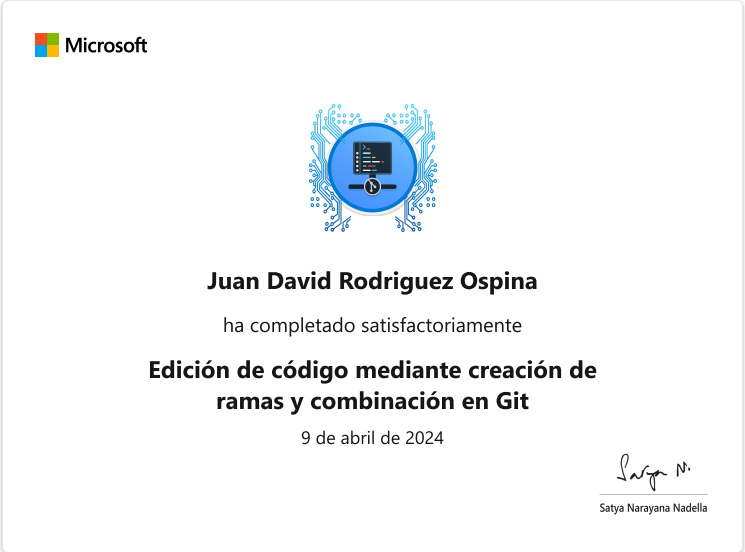 Microsoft
Juan David Rodriguez Ospina
ha completado satisfactoriamente
Edición de código mediante creación de
ramas y combinación en Git
9 de abril de 2024
Satya N.
Satya Narayana Nadella